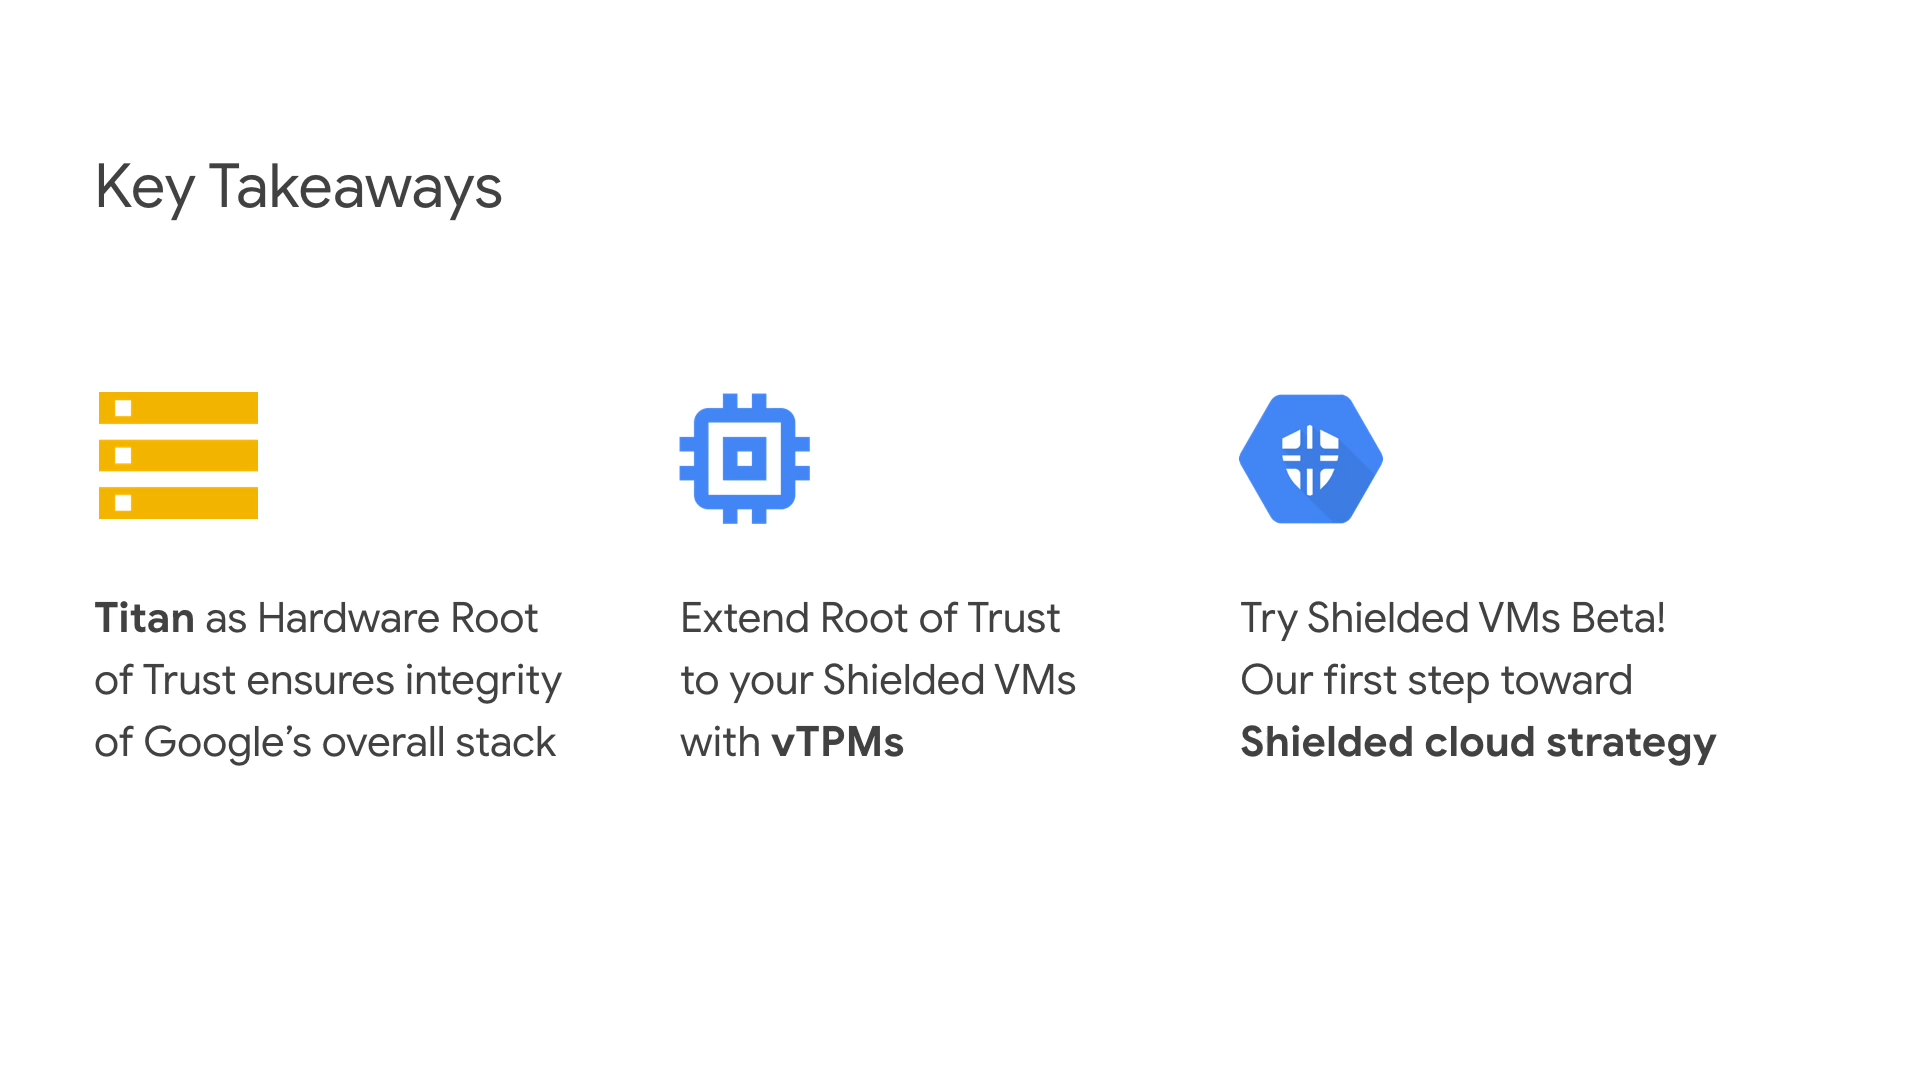 Key Takeaways
Titan as Hardware Root
of Trust ensures integrity
of Google’s overall stack
Extend Root of Trust
to your Shielded VMs
with vTPMs
Try Shielded VMs Beta!
Our first step toward
Shielded cloud strategy